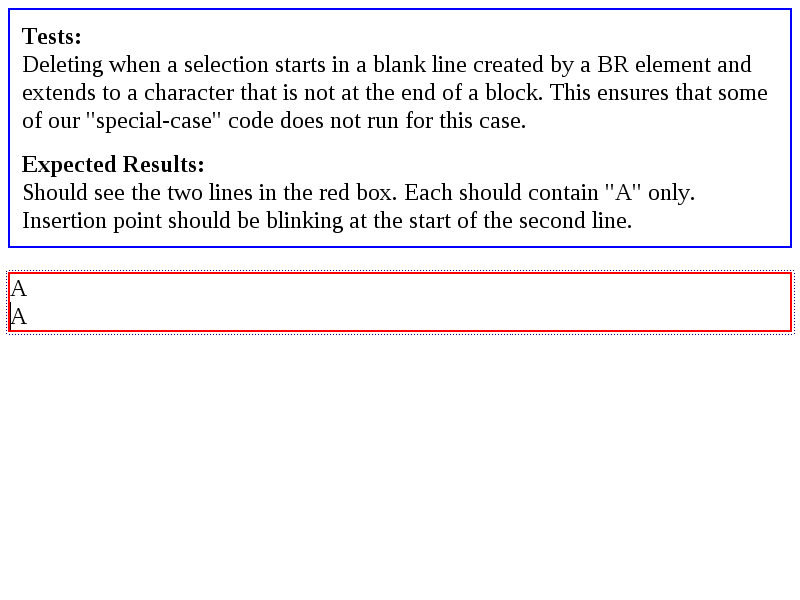 Tests:
Deleting when a selection starts in a blank line created by a BR element and
extends to a character that is not at the end of a block. This ensures that some
of our "special-case" code does not run for this case.
Expected Results:
Should see the two lines in the red box. Each should contain "A" only.
Insertion point should be blinking at the start of the second line.
A
A